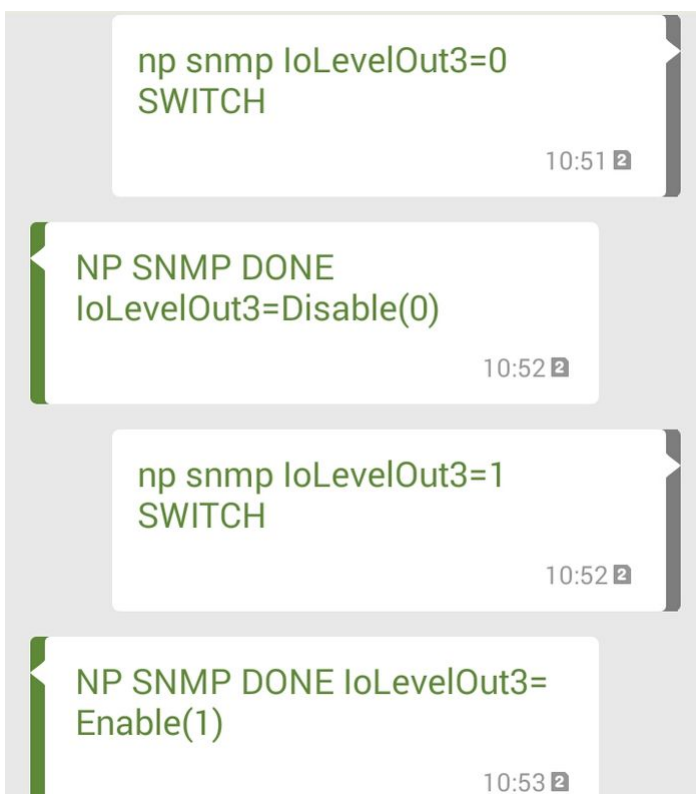 np snmp IoLevelOut3=0
SWITCH
10:51 2
NP SNMP DONE
IoLevelOut3=Disable(0)
10:52 2
np snmp IoLevelOut3=1
SWITCH
10:52 2
NP SNMP DONE IoLevelOut3=
Enable(1)
10:53 2